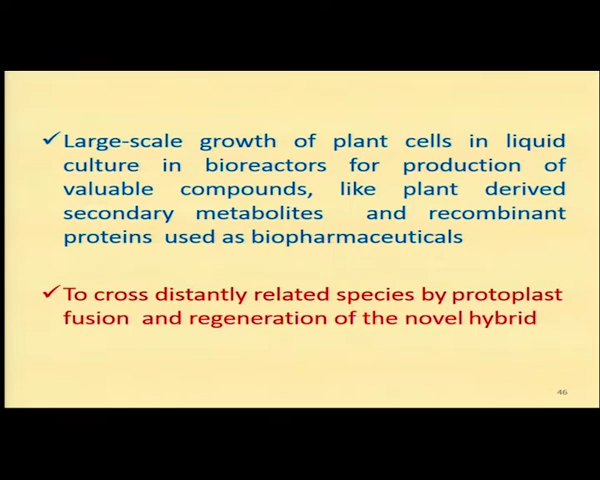 ✓Large-scale growth of plant cells in liquid
culture in bioreactors for production of
valuable compounds, like plant derived
secondary metabolites and recombinant
proteins used as biopharmaceuticals
✓To cross distantly related species by protoplast
fusion and regeneration of the novel hybrid
46